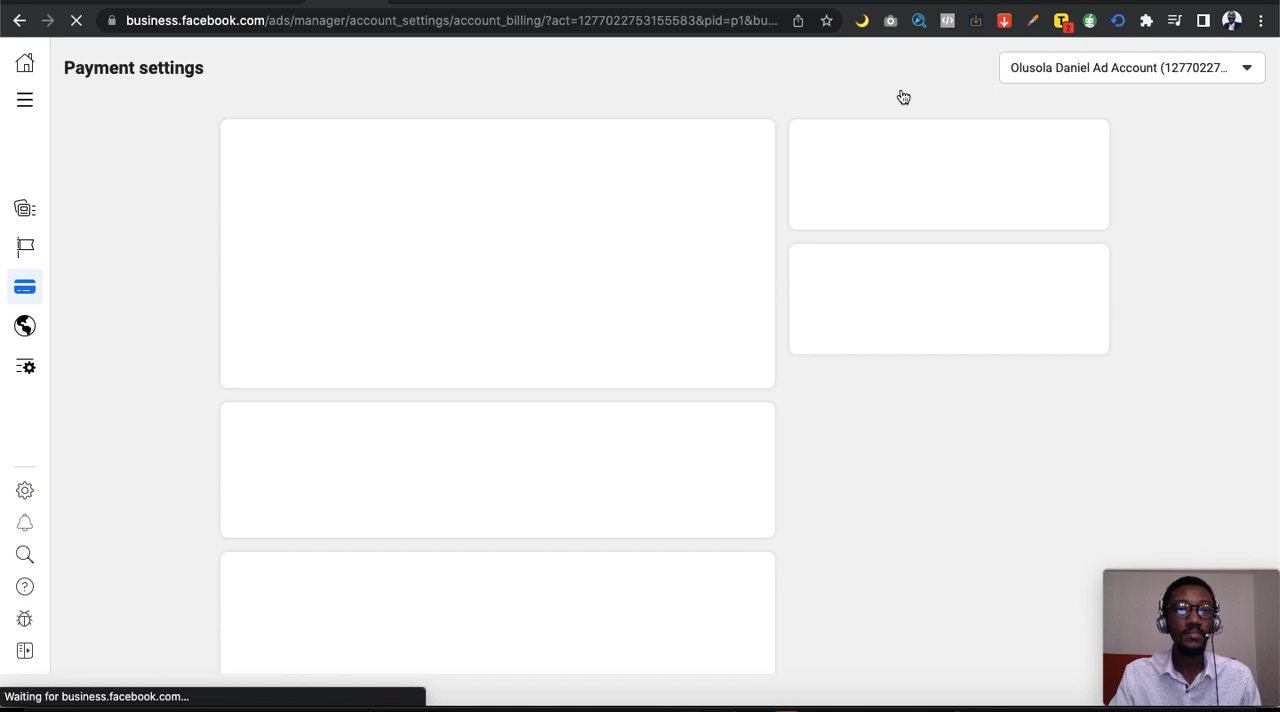 business.facebook.com/ads/manager/account_settings/account_billing/?act=1277022753155583&pid=p1&bu...
T
2
Payment settings
Olusola Daniel Ad Account (12770227...
Waiting for business.facebook.com...